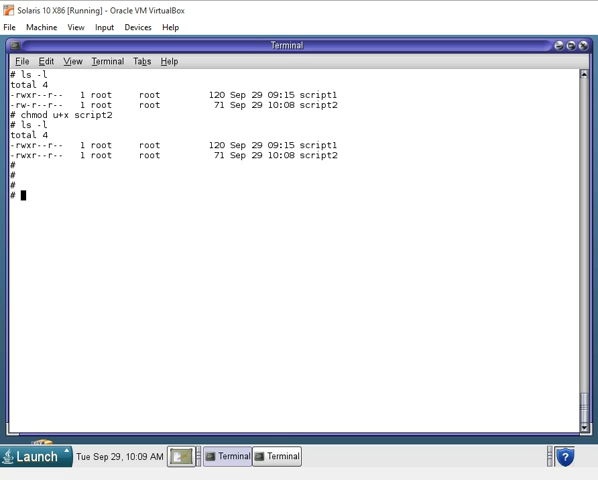 Solaris 10 X86 [Running] - Oracle VM VirtualBox
File Machine View Input Devices Help
Terminal
File Edit View Terminal Tabs Help
# ls -l
total 4
-rwxr--r-- 1 root root 120 Sep 29 09:15 script1
-rw-r--r-- 1 root root 71 Sep 29 10:08 script2
# chmod u+x script2
# ls -l
total 4
-rwxr--r-- 1 root root 120 Sep 29 09:15 script1
-rwxr--r-- 1 root root 71 Sep 29 10:08 script2
#
#
#
#
Launch Tue Sep 29, 10:09 AM Terminal Terminal ?